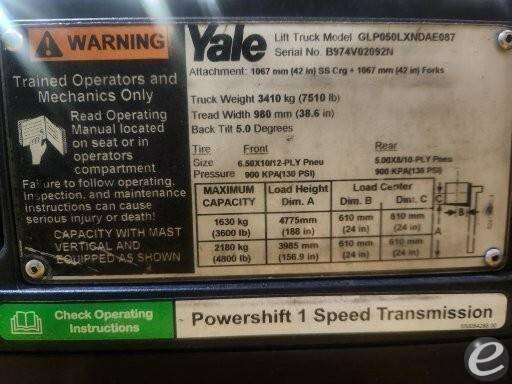 WARNING
Trained Operators and
Mechanics Only
Read Operating
Manual located
on seat or in
operators
compartment
Failure to follow operating,
inspection, and maintenance
instructions can cause
serious injury or death!
CAPACITY WITH MAST
VERTICAL AND
EQUIPPED AS SHOWN
Yale
Lift Truck Model GLP050LXNDAE087
Serial No. B974V02092N
Attachment: 1067 mm (42 in) SS Crg + 1067 mm (42 in) Forks
Truck Weight 3410 kg (7510 lb)
Tread Width 980 mm (38.6 in)
Back Tilt 5.0 Degrees
Tire Front Rear
Size 6.50X10/12-PLY Pneu 5.00X8/10-PLY Pneu
Pressure 900 KPA(130 PSI) 900 KPA(130 PSI)
MAXIMUM CAPACITY Load Height Dim. A Load Center Dim. B Dim. C
1630 kg 4775mm 610 mm 610 mm
(3600 lb) (188 in) (24 in) (24 in)
2180 kg 3985mm 610 mm 610 mm
(4800 lb) (156.9 in) (24 in) (24 in)
C
B
A
Check Operating
Instructions
Powershift 1 Speed Transmission
e